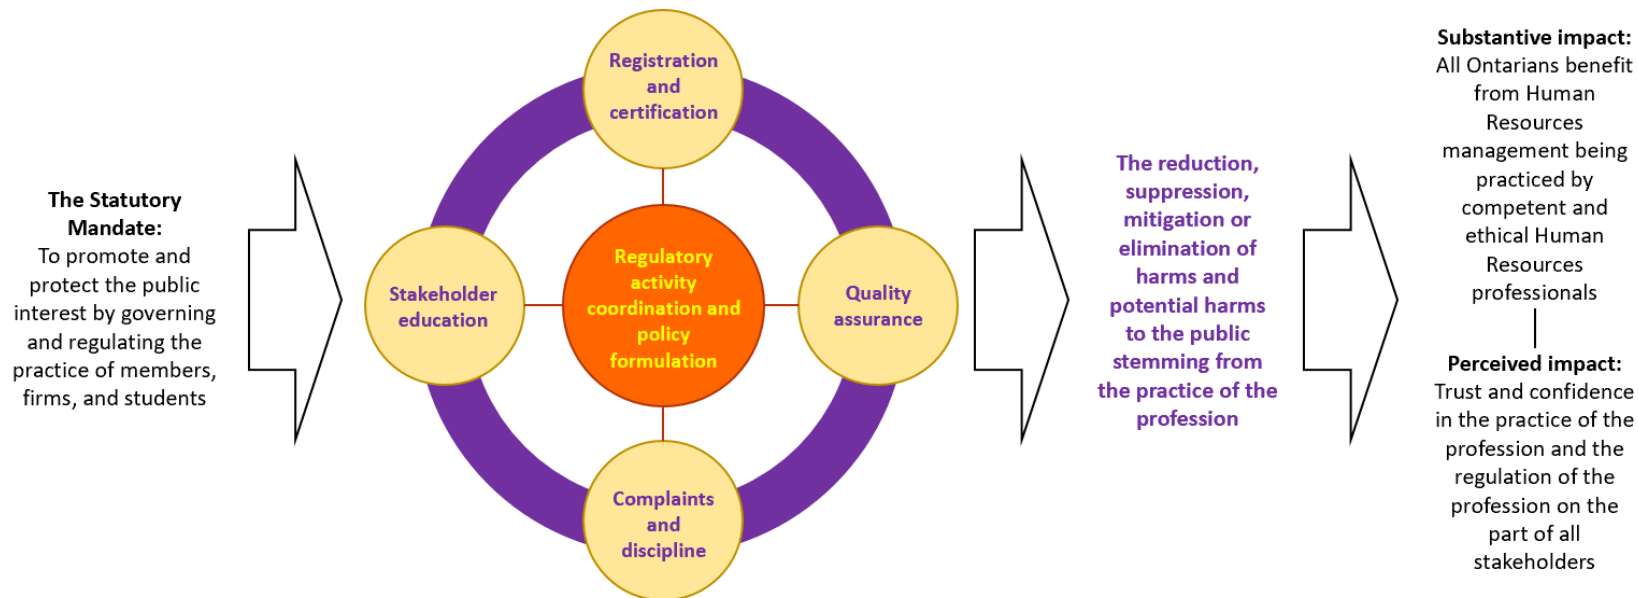 The Statutory
Mandate:
To promote and
protect the public
interest by governing
and regulating the
practice of members,
firms, and students
Registration
and
certification
Stakeholder
education
Regulatory
activity
coordination and
policy
formulation
Quality
assurance
Complaints
and
discipline
The reduction,
suppression,
mitigation or
elimination of
harms and
potential harms
to the public
stemming from
the practice of the
profession
Substantive impact:
All Ontarians benefit
from Human
Resources
management being
practiced by
competent and
ethical Human
Resources
professionals
Perceived impact:
Trust and confidence
in the practice of the
profession and the
regulation of the
profession on the
part of all
stakeholders